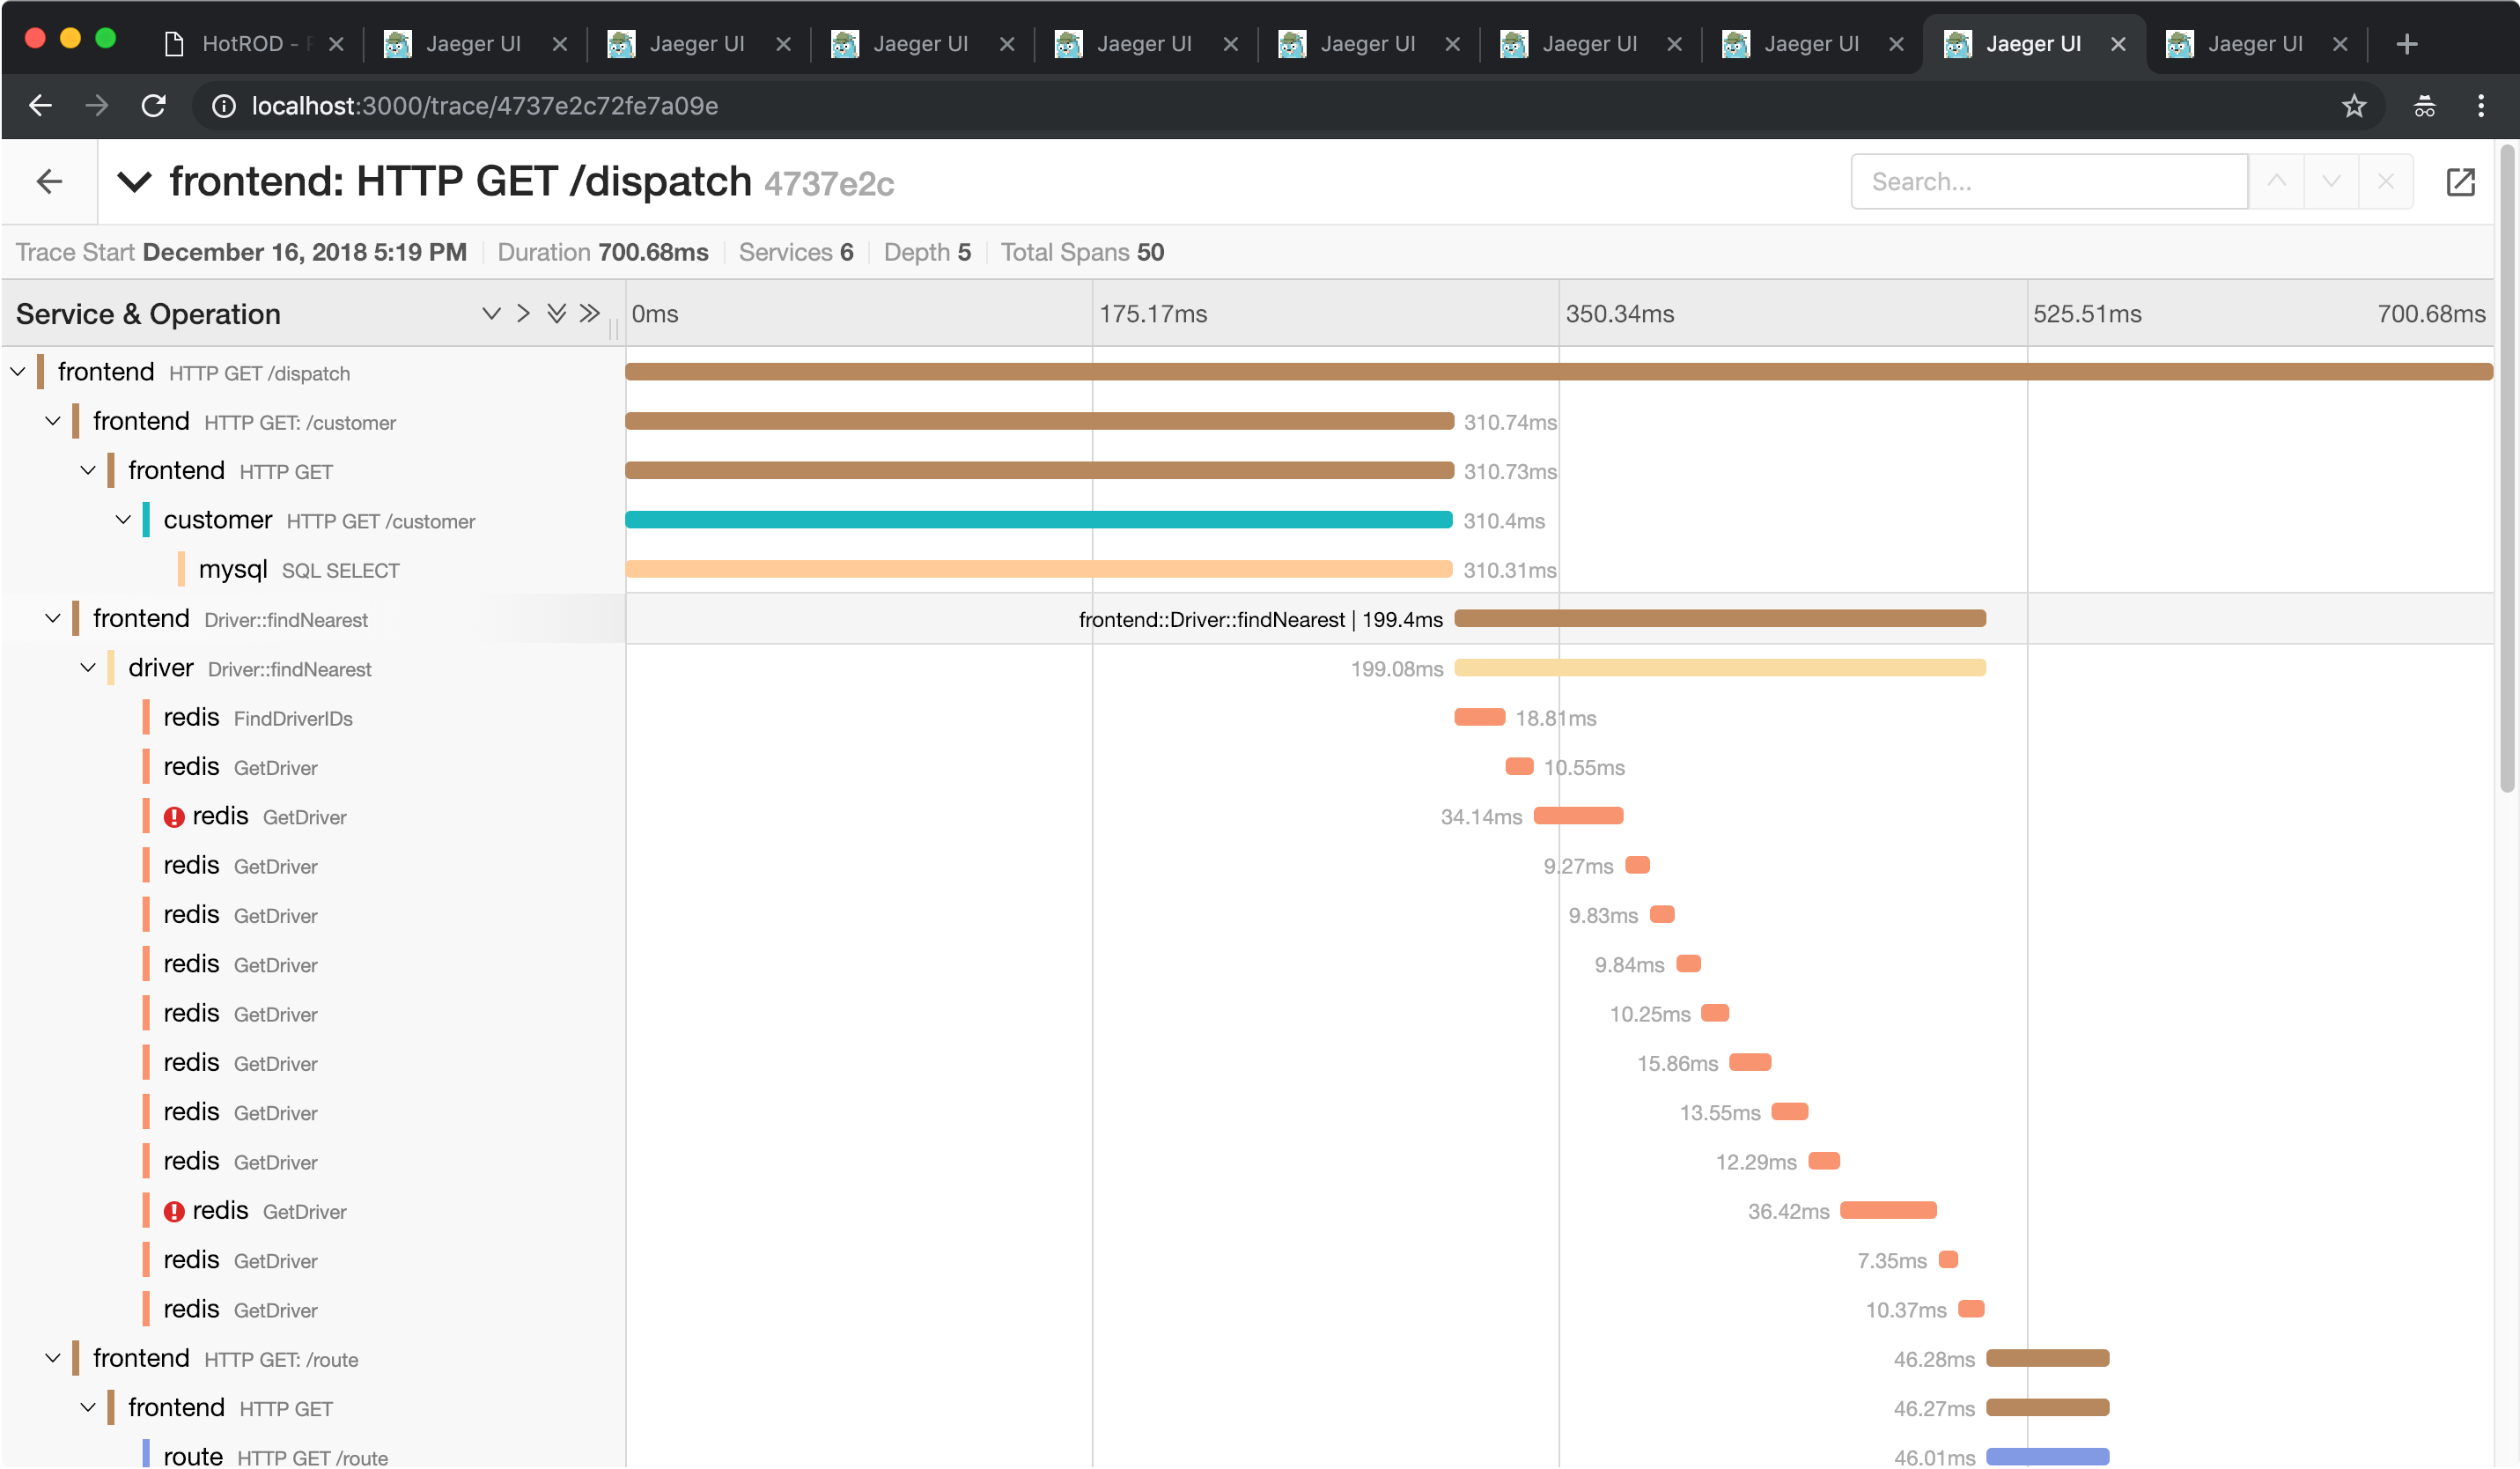 HotROD - Jaeger UI Jaeger UI Jaeger UI Jaeger UI Jaeger UI Jaeger UI Jaeger UI Jaeger UI Jaeger UI
localhost:3000/trace/4737e2c72fe7a09e
frontend: HTTP GET /dispatch 4737e2c Search...
Trace Start December 16, 2018 5:19 PM Duration 700.68ms Services 6 Depth 5 Total Spans 50
Service & Operation 0ms 175.17ms 350.34ms 525.51ms 700.68ms
frontend HTTP GET /dispatch
frontend HTTP GET: /customer 310.74ms
frontend HTTP GET 310.73ms
customer HTTP GET /customer 310.4ms
mysql SQL SELECT 310.31ms
frontend Driver::findNearest frontend::Driver::findNearest | 199.4ms
driver Driver::findNearest 199.08ms
redis FindDriverIDs 18.81ms
redis GetDriver 10.55ms
redis GetDriver 34.14ms
redis GetDriver 9.27ms
redis GetDriver 9.83ms
redis GetDriver 9.84ms
redis GetDriver 10.25ms
redis GetDriver 15.86ms
redis GetDriver 13.55ms
redis GetDriver 12.29ms
redis GetDriver 36.42ms
redis GetDriver 7.35ms
redis GetDriver 10.37ms
frontend HTTP GET: /route 46.28ms
frontend HTTP GET 46.27ms
route HTTP GET /route 46.01ms